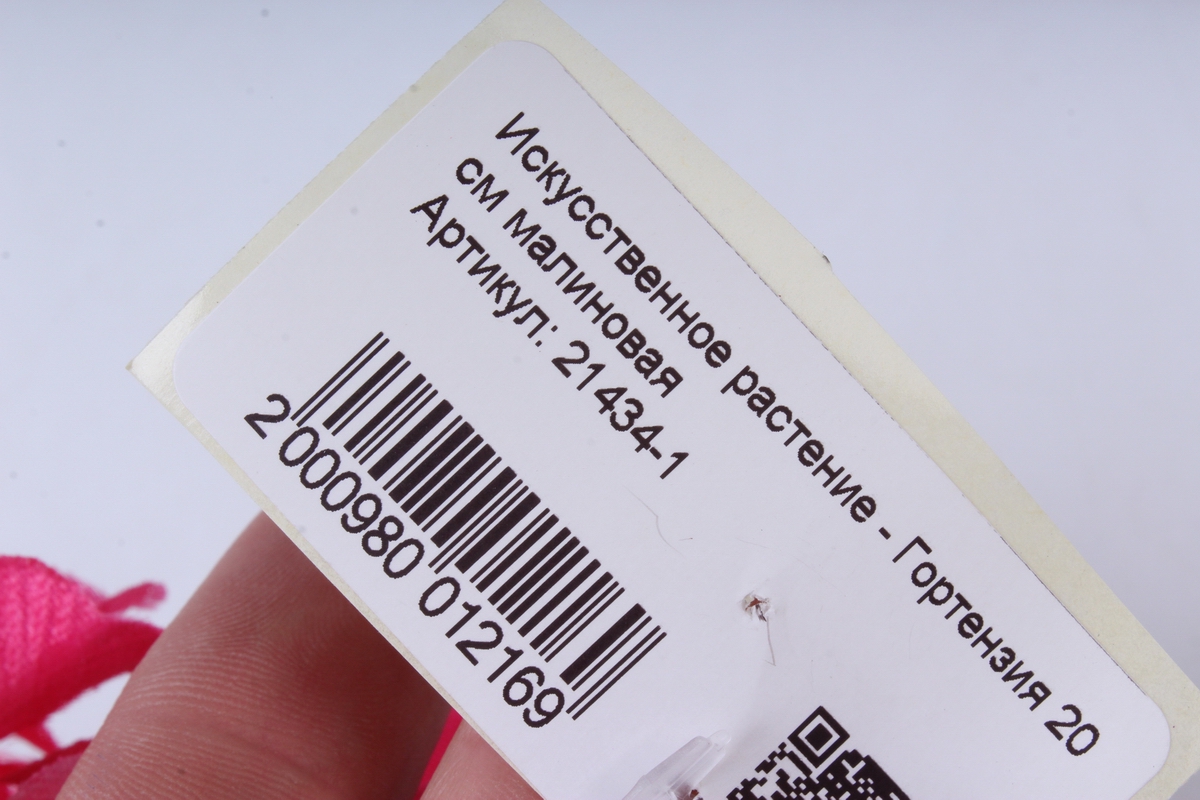 Искусственное растение - Гортензия 20
см малиновая
Артикул: 21434-1
2 000980 012169